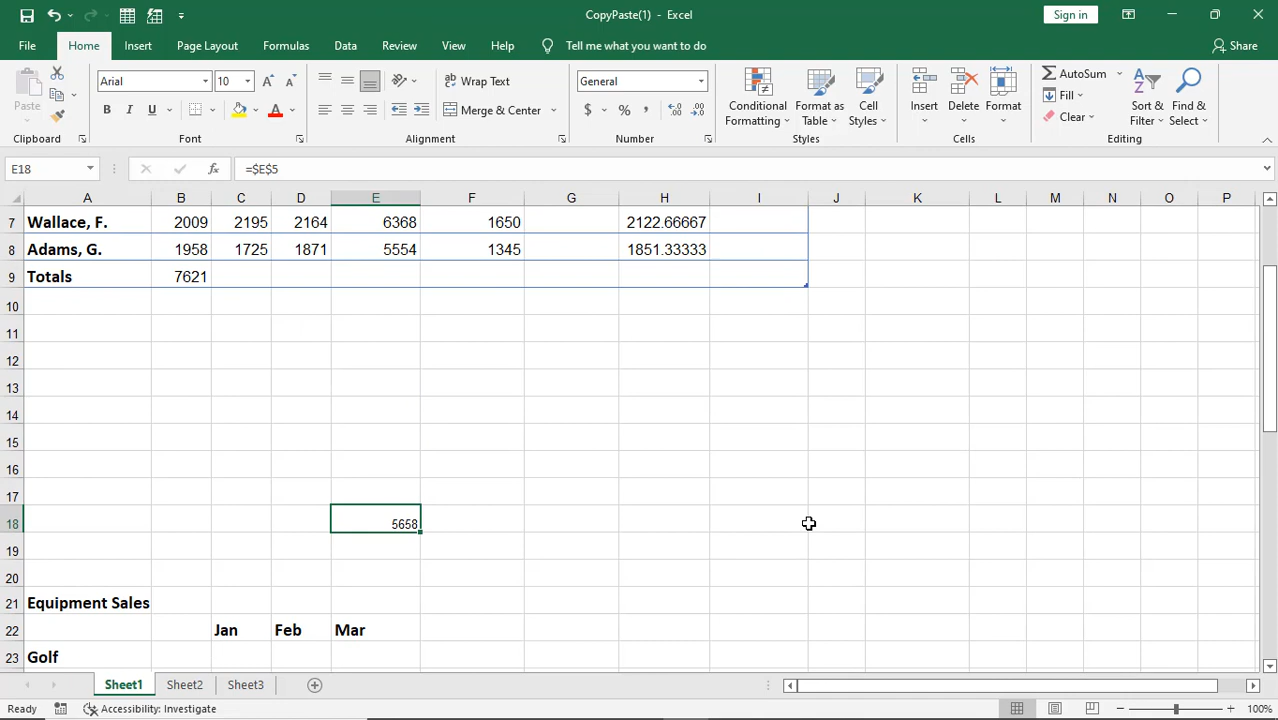 CopyPaste(1) - Excel
Sign in
File Home Insert Page Layout Formulas Data Review View Help Tell me what you want to do Share
Paste
Arial 10
B I U A
Wrap Text
Merge & Center
General
$ % ,
Conditional Formatting
Format as Table
Cell Styles
Insert Delete Format
AutoSum
Fill
Clear
Sort & Filter
Find & Select
Clipboard Font Alignment Number Styles Cells Editing
E18 fx =$E$5
A B C D E F G H I J K L M N O P
7 Wallace, F. 2009 2195 2164 6368 1650 2122.66667
8 Adams, G. 1958 1725 1871 5554 1345 1851.33333
9 Totals 7621
10
11
12
13
14
15
16
17
18 5658
19
20
21 Equipment Sales
22 Jan Feb Mar
23 Golf
Sheet1 Sheet2 Sheet3
Ready Accessibility: Investigate 100%